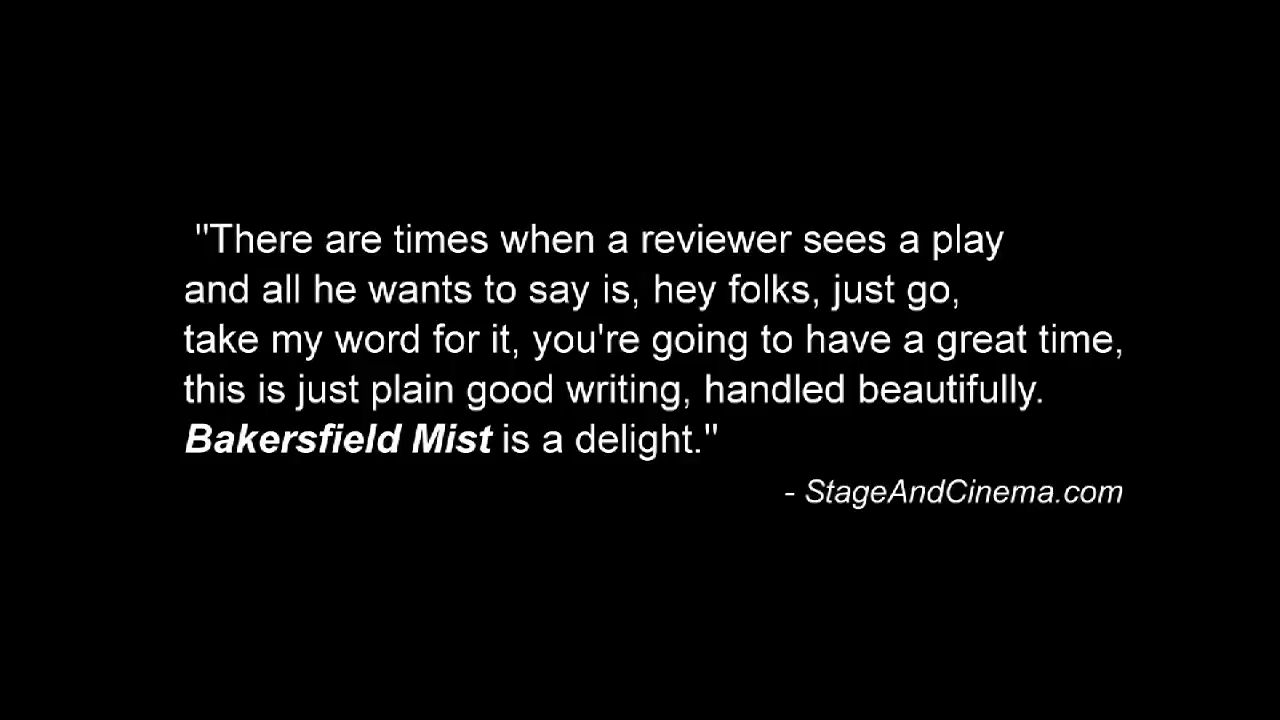 "There are times when a reviewer sees a play
and all he wants to say is, hey folks, just go,
take my word for it, you're going to have a great time,
this is just plain good writing, handled beautifully.
Bakersfield Mist is a delight."
- StageAndCinema.com